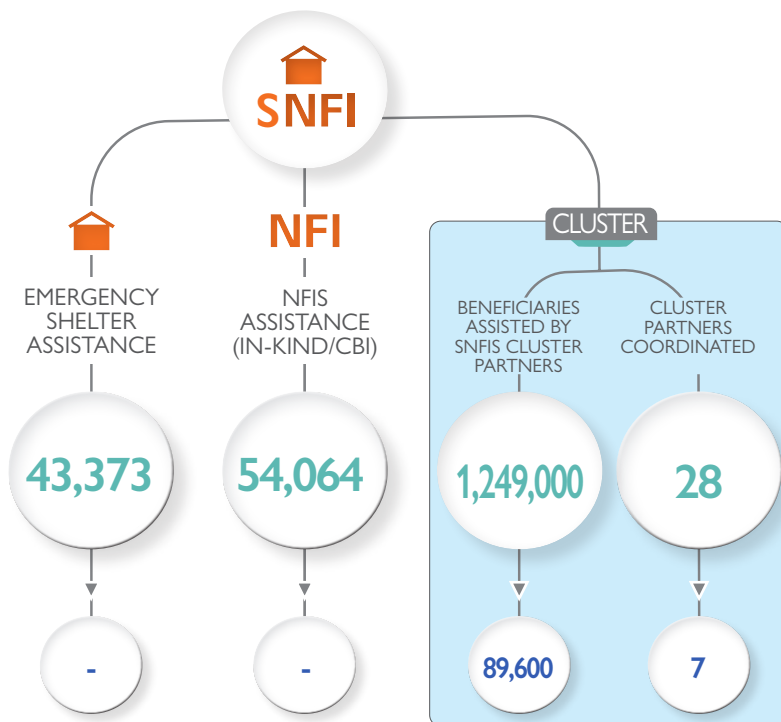 SNFI
NFI
CLUSTER
EMERGENCY
SHELTER
ASSISTANCE
NFIS
ASSISTANCE
(IN-KIND/CBI)
BENEFICIARIES
ASSISTED BY
SNFIS CLUSTER
PARTNERS
CLUSTER
PARTNERS
COORDINATED
43,373
54,064
1,249,000
28
-
-
89,600
7